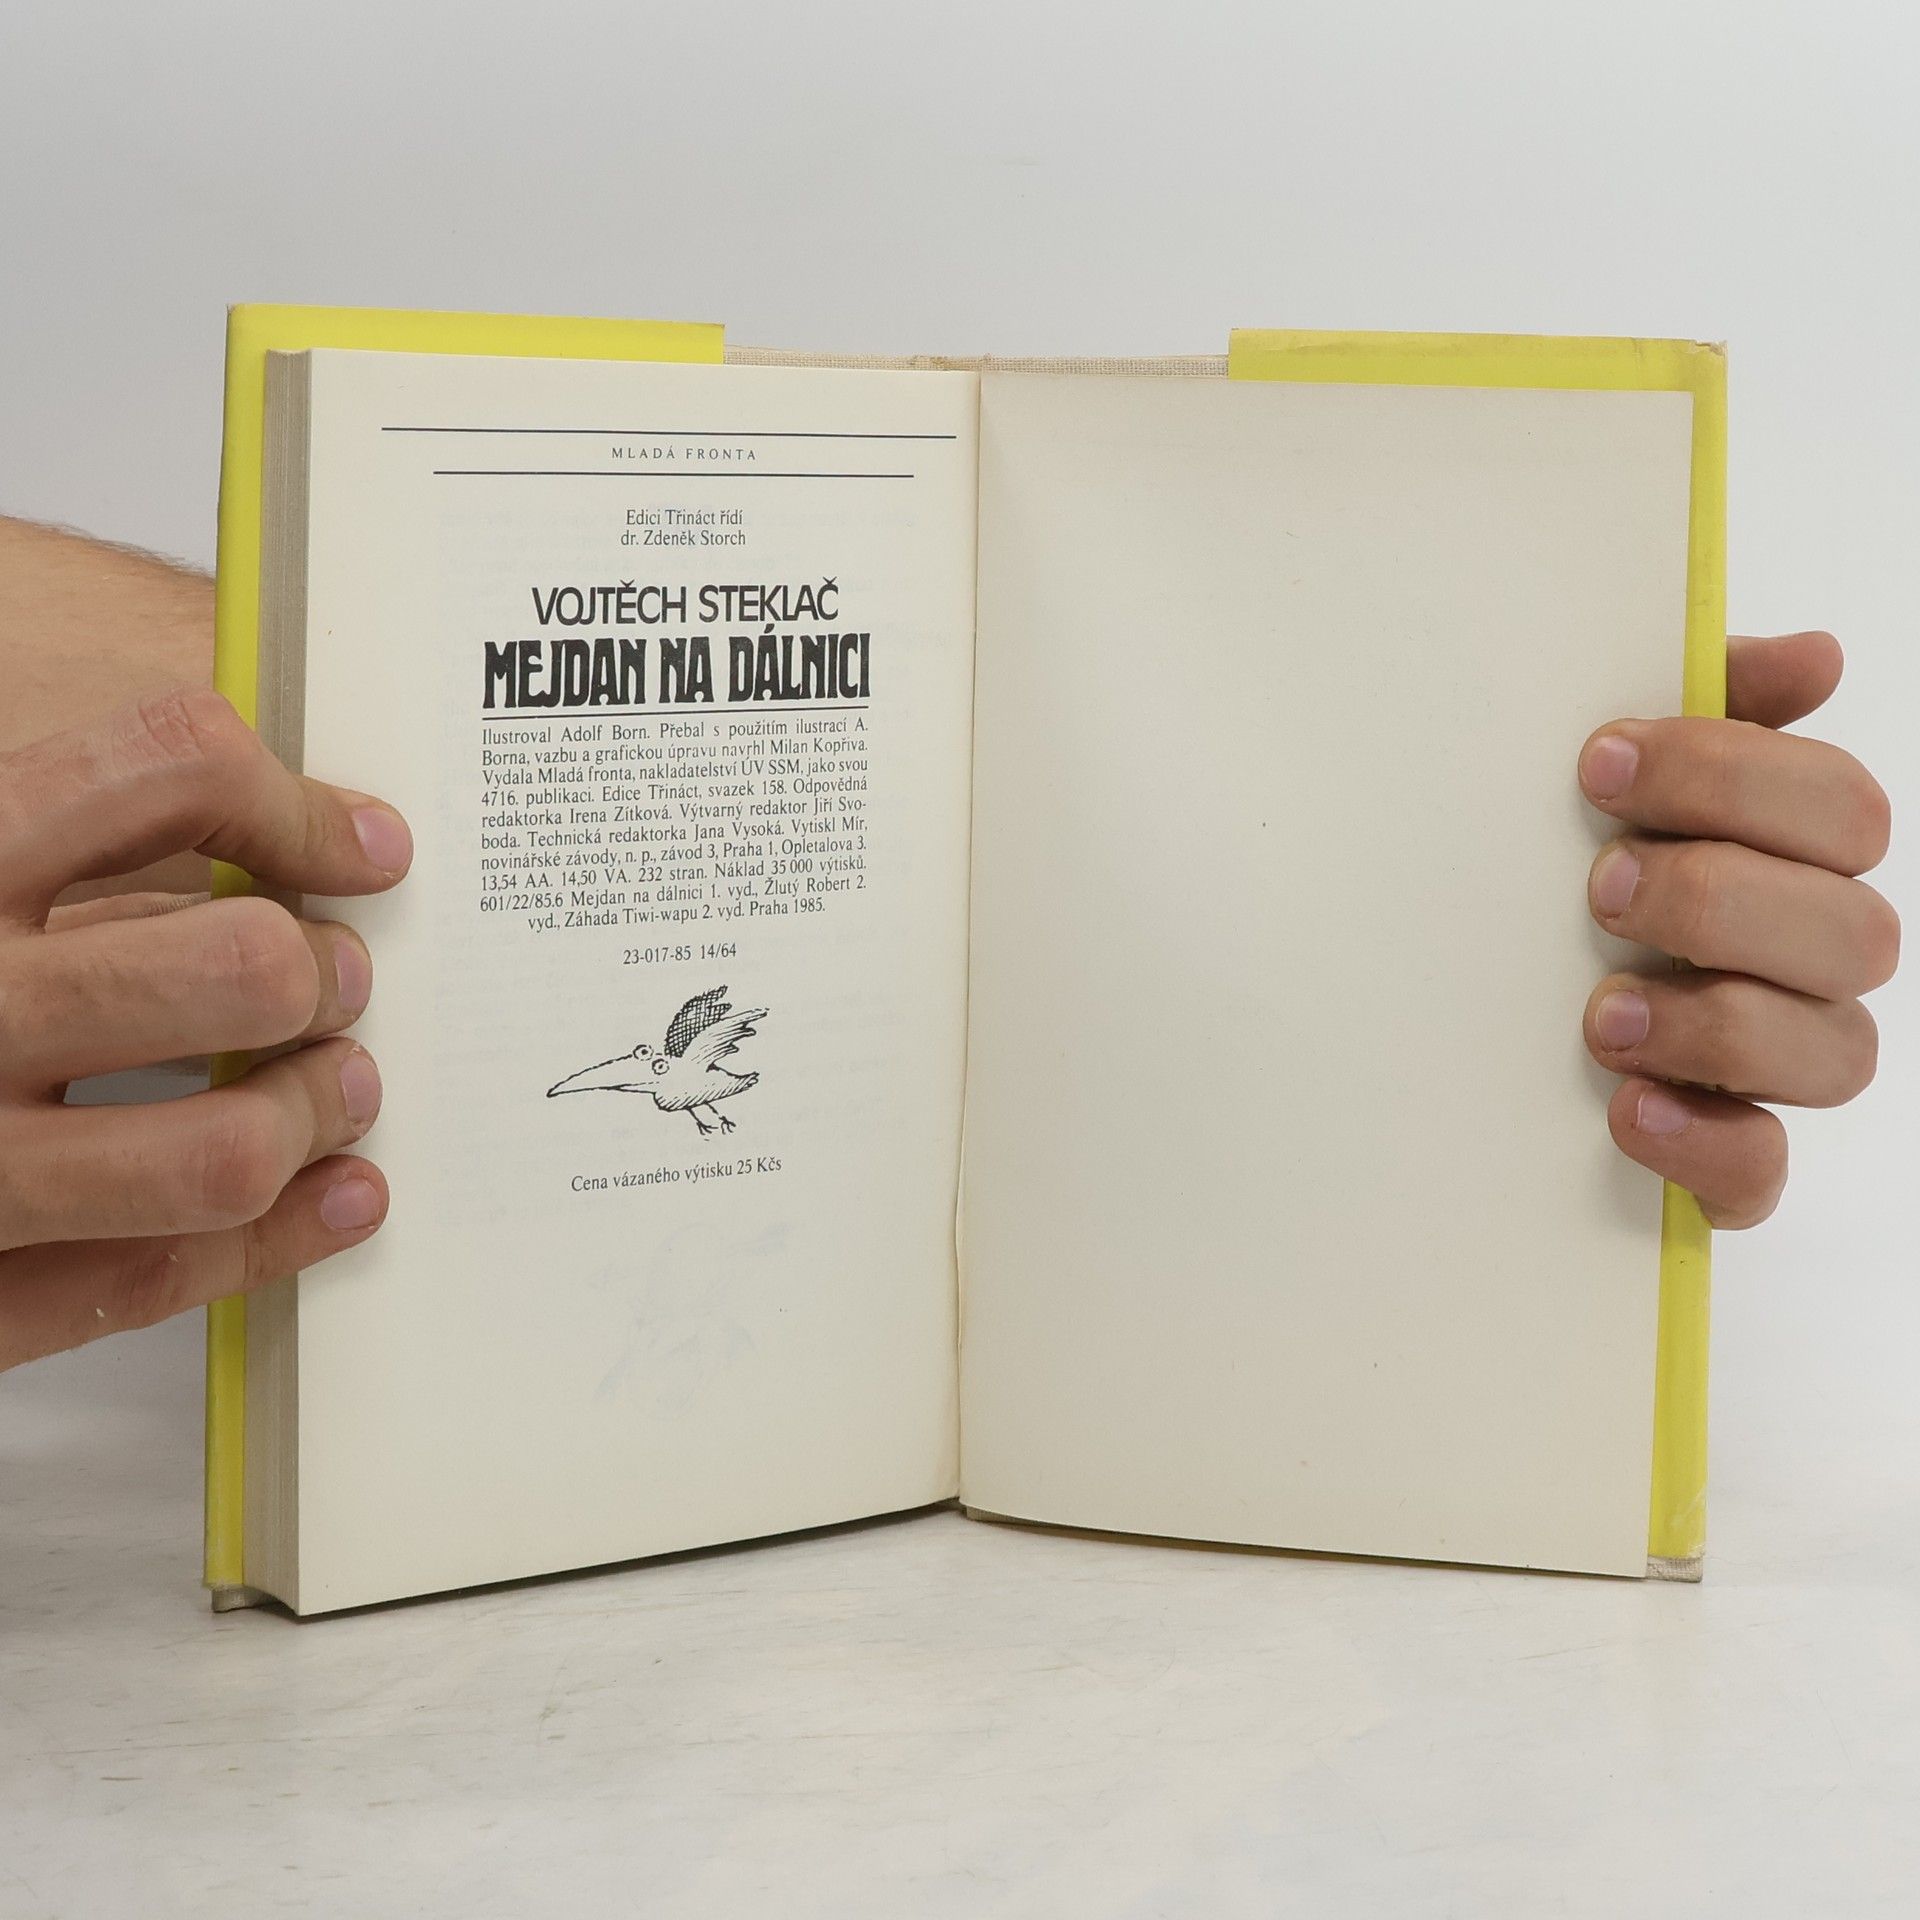 MLADÁ FRONTA
Edici Třináct řídí
dr. Zdeněk Storch
VOJTĚCH STEKLAČ
MEJDAN NA DÁLNICI
Ilustroval Adolf Born. Přebal s použitím ilustrací A.
Borna, vazbu a grafickou úpravu navrhl Milan Kopřiva.
Vydala Mladá fronta, nakladatelství ÚV SSM, jako svou
4716. publikaci. Edice Třináct, svazek 158. Odpovědná
redaktorka Irena Zítková. Výtvarný redaktor Jiří Svo-
boda. Technická redaktorka Jana Vysoká. Vytiskl Mír,
novinářské závody, n. p., závod 3, Praha 1, Opletalova 3.
13,54 AA. 14,50 VA. 232 stran. Náklad 35 000 výtisků.
601/22/85.6 Mejdan na dálnici 1. vyd., Žlutý Robert 2.
vyd., Záhada Tiwi-wapu 2. vyd. Praha 1985.
23-017-85 14/64
Cena vázaného výtisku 25 Kčs